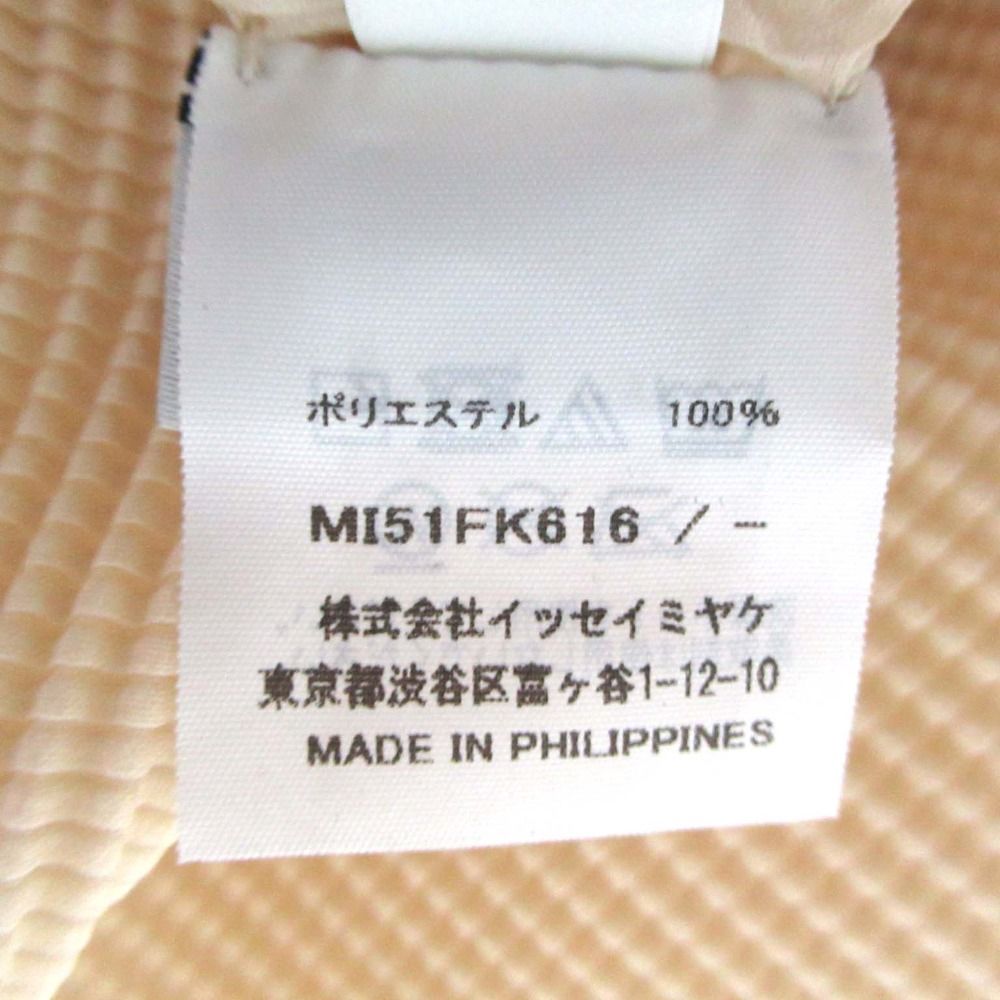 ポリエステル 100%
MI51FK616 / -
株式会社イッセイミヤケ
東京都渋谷区富ヶ谷1-12-10
MADE IN PHILIPPINES